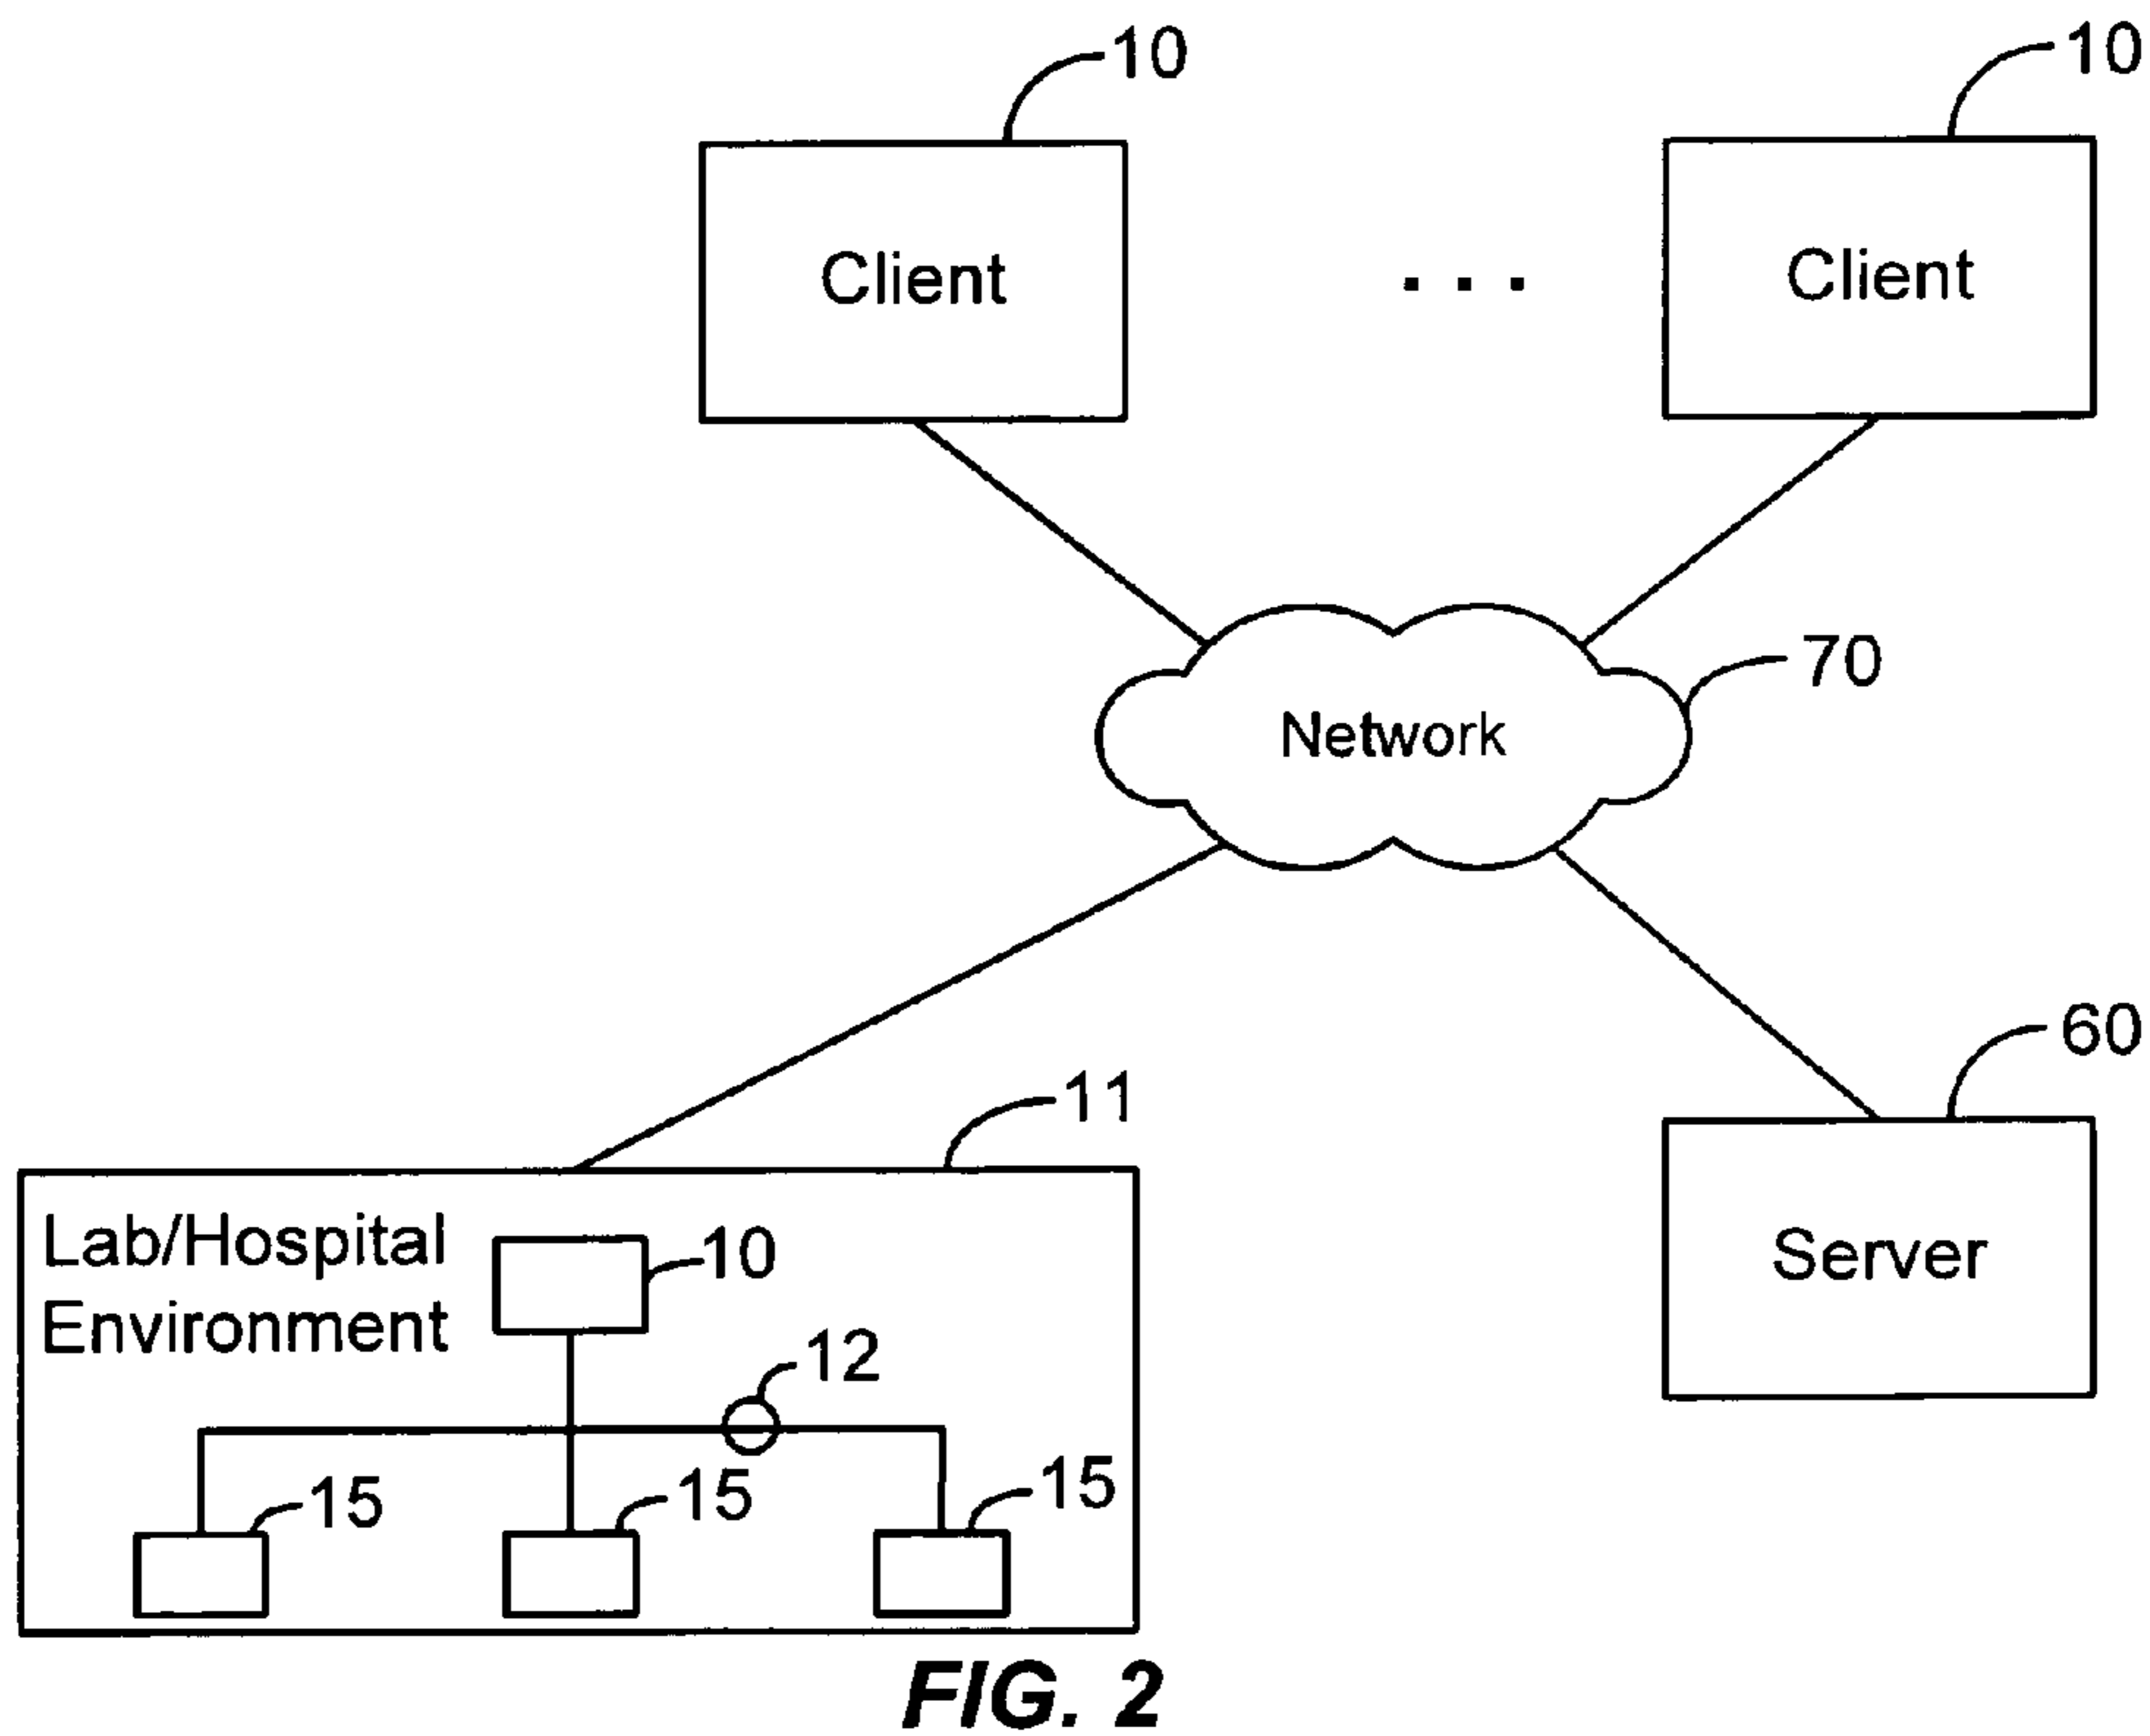 10
10
Client
. . .
Client
70
Network
60
11
Lab/Hospital
Environment
10
Server
12
15
15
15
FIG. 2